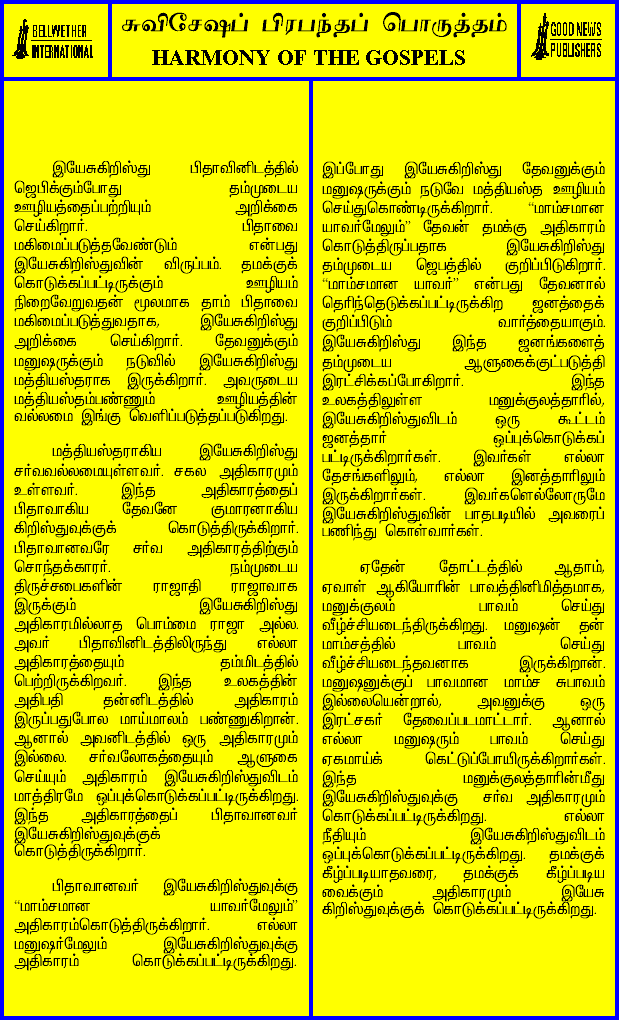 BELLWETHER
INTERNATIONAL
சுவிசேஷப் பிரபந்தப் பொருத்தம்
HARMONY OF THE GOSPELS
GOOD NEWS
PUBLISHERS
இயேசுகிறிஸ்து பிதாவினிடத்தில்
ஜெபிக்கும்போது தம்முடைய
ஊழியத்தைப்பற்றியும் அறிக்கை
செய்கிறார். பிதாவை
மகிமைப்படுத்தவேண்டும் என்பது
இயேசுகிறிஸ்துவின் விருப்பம். தமக்குக்
கொடுக்கப்பட்டிருக்கும் ஊழியம்
நிறைவேறுவதன் மூலமாக தாம் பிதாவை
மகிமைப்படுத்துவதாக, இயேசுகிறிஸ்து
அறிக்கை செய்கிறார். தேவனுக்கும்
மனுஷருக்கும் நடுவில் இயேசுகிறிஸ்து
மத்தியஸ்தராக இருக்கிறார். அவருடைய
மத்தியஸ்தம்பண்ணும் ஊழியத்தின்
வல்லமை இங்கு வெளிப்படுத்தப்படுகிறது.
மத்தியஸ்தராகிய இயேசுகிறிஸ்து
சர்வவல்லமையுள்ளவர். சகல அதிகாரமும்
உள்ளவர். இந்த அதிகாரத்தைப்
பிதாவாகிய தேவனே குமாரனாகிய
கிறிஸ்துவுக்குக் கொடுத்திருக்கிறார்.
பிதாவானவரே சர்வ அதிகாரத்திற்கும்
சொந்தக்காரர். நம்முடைய
திருச்சபைகளின் ராஜாதி ராஜாவாக
இருக்கும் இயேசுகிறிஸ்து
அதிகாரமில்லாத பொம்மை ராஜா அல்ல.
அவர் பிதாவினிடத்திலிருந்து எல்லா
அதிகாரத்தையும் தம்மிடத்தில்
பெற்றிருக்கிறவர். இந்த உலகத்தின்
அதிபதி தன்னிடத்தில் அதிகாரம்
இருப்பதுபோல மாய்மாலம் பண்ணுகிறான்.
ஆனால் அவனிடத்தில் ஒரு அதிகாரமும்
இல்லை. சர்வலோகத்தையும் ஆளுகை
செய்யும் அதிகாரம் இயேசுகிறிஸ்துவிடம்
மாத்திரமே ஒப்புக்கொடுக்கப்பட்டிருக்கிறது.
இந்த அதிகாரத்தைப் பிதாவானவர்
இயேசுகிறிஸ்துவுக்குக்
கொடுத்திருக்கிறார்.
பிதாவானவர் இயேசுகிறிஸ்துவுக்கு
“மாம்சமான யாவர்மேலும்”
அதிகாரம்கொடுத்திருக்கிறார். எல்லா
மனுஷர்மேலும் இயேசுகிறிஸ்துவுக்கு
அதிகாரம் கொடுக்கப்பட்டிருக்கிறது.
இப்போது இயேசுகிறிஸ்து தேவனுக்கும்
மனுஷருக்கும் நடுவே மத்தியஸ்த ஊழியம்
செய்துகொண்டிருக்கிறார். “மாம்சமான
யாவர்மேலும்” தேவன் தமக்கு அதிகாரம்
கொடுத்திருப்பதாக இயேசுகிறிஸ்து
தம்முடைய ஜெபத்தில் குறிப்பிடுகிறார்.
“மாம்சமான யாவர்” என்பது தேவனால்
தெரிந்தெடுக்கப்பட்டிருக்கிற ஜனத்தைக்
குறிப்பிடும் வார்த்தையாகும்.
இயேசுகிறிஸ்து இந்த ஜனங்களைத்
தம்முடைய ஆளுகைக்குட்படுத்தி
இரட்சிக்கப்போகிறார். இந்த
உலகத்திலுள்ள மனுக்குலத்தாரில்,
இயேசுகிறிஸ்துவிடம் ஒரு கூட்டம்
ஜனத்தார் ஒப்புக்கொடுக்கப்
பட்டிருக்கிறார்கள். இவர்கள் எல்லா
தேசங்களிலும், எல்லா இனத்தாரிலும்
இருக்கிறார்கள். இவர்களெல்லோருமே
இயேசுகிறிஸ்துவின் பாதபடியில் அவரைப்
பணிந்து கொள்வார்கள்.
ஏதேன் தோட்டத்தில் ஆதாம்,
ஏவாள் ஆகியோரின் பாவத்தினிமித்தமாக,
மனுக்குலம் பாவம் செய்து
வீழ்ச்சியடைந்திருக்கிறது. மனுஷன் தன்
மாம்சத்தில் பாவம் செய்து
வீழ்ச்சியடைந்தவனாக இருக்கிறான்.
மனுஷனுக்குப் பாவமான மாம்ச சுபாவம்
இல்லையென்றால், அவனுக்கு ஒரு
இரட்சகர் தேவைப்படமாட்டார். ஆனால்
எல்லா மனுஷரும் பாவம் செய்து
ஏகமாய்க் கெட்டுப்போயிருக்கிறார்கள்.
இந்த மனுக்குலத்தாரின்மீது
இயேசுகிறிஸ்துவுக்கு சர்வ அதிகாரமும்
கொடுக்கப்பட்டிருக்கிறது. எல்லா
நீதியும் இயேசுகிறிஸ்துவிடம்
ஒப்புக்கொடுக்கப்பட்டிருக்கிறது. தமக்குக்
கீழ்ப்படியாதவரை, தமக்குக் கீழ்ப்படிய
வைக்கும் அதிகாரமும் இயேசு
கிறிஸ்துவுக்குக் கொடுக்கப்பட்டிருக்கிறது.